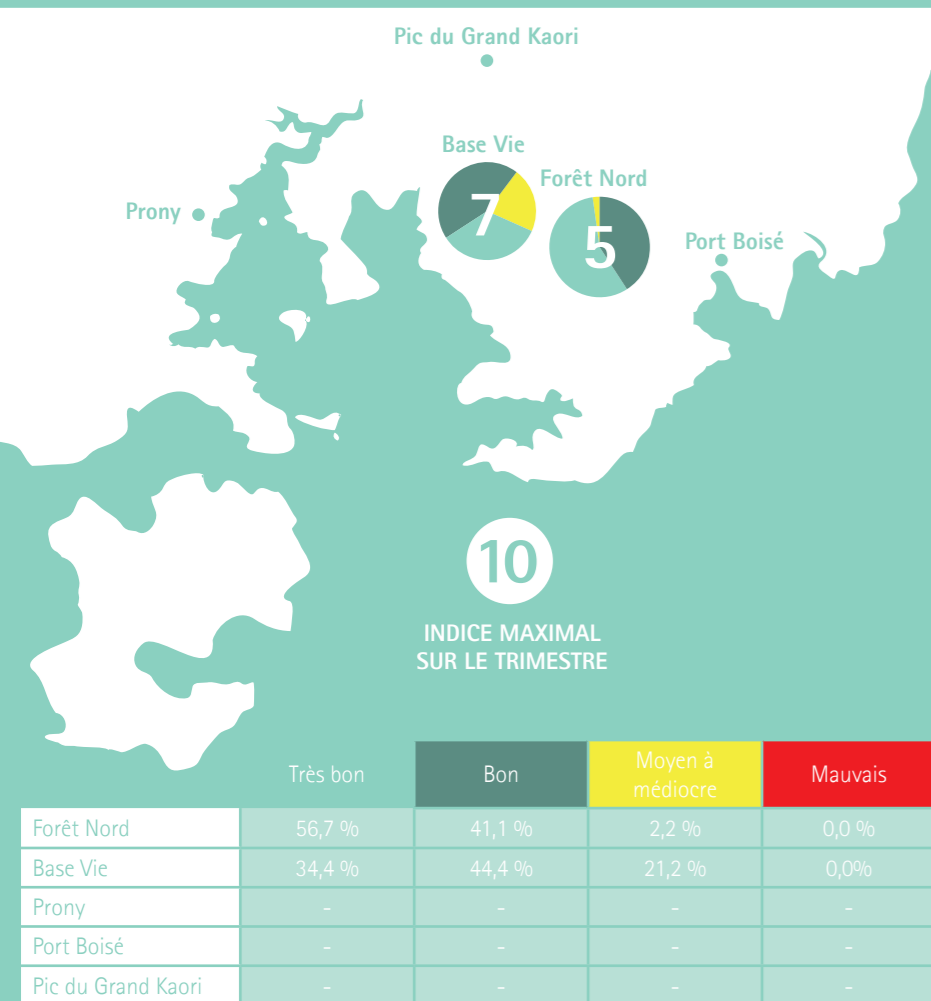 Pic du Grand Kaori
Base Vie
7
Forêt Nord
5
Prony
Port Boisé
10
INDICE MAXIMAL
SUR LE TRIMESTRE
Très bon Bon Moyen à médiocre Mauvais
Forêt Nord 56,7 % 41,1 % 2,2 % 0,0 %
Base Vie 34,4 % 44,4 % 21,2 % 0,0%
Prony - - - -
Port Boisé - - - -
Pic du Grand Kaori - - - -